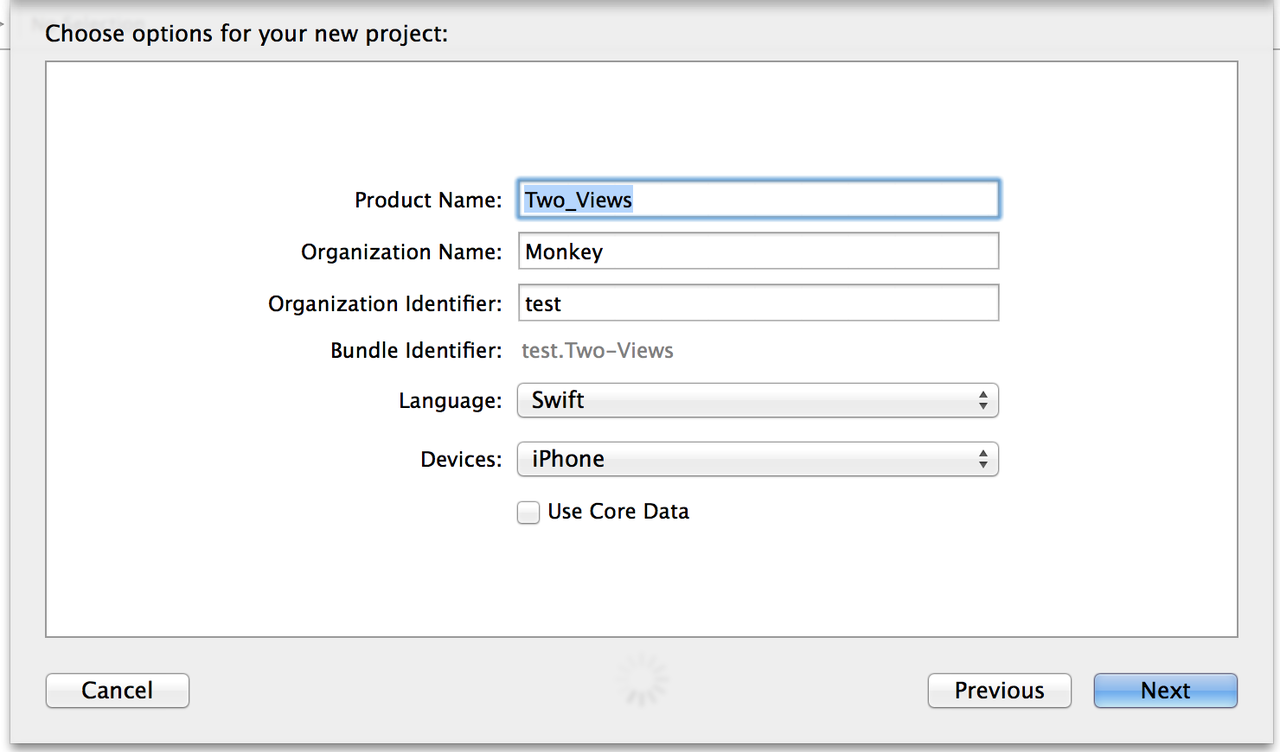 Choose options for your new project:
Product Name: Two_Views
Organization Name: Monkey
Organization Identifier: test
Bundle Identifier: test.Two-Views
Language: Swift
Devices: iPhone
Use Core Data
Cancel Previous Next